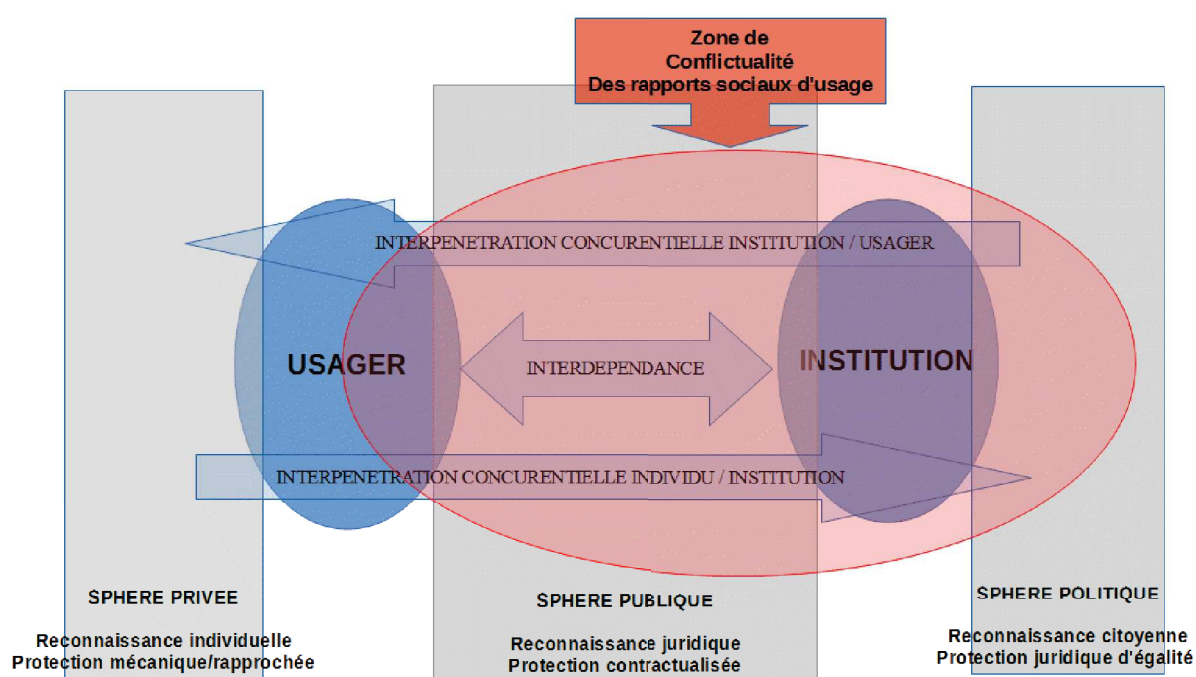 Zone de
Conflictualité
Des rapports sociaux d'usage
INTERPENETRATION CONCURENTIELLE INSTITUTION / USAGER
USAGER
INTERDEPENDANCE
INSTITUTION
INTERPENETRATION CONCURENTIELLE INDIVIDU / INSTITUTION
SPHERE PRIVEE
Reconnaissance individuelle
Protection mécanique/rapprochée
SPHERE PUBLIQUE
Reconnaissance juridique
Protection contractualisée
SPHERE POLITIQUE
Reconnaissance citoyenne
Protection juridique d'égalité